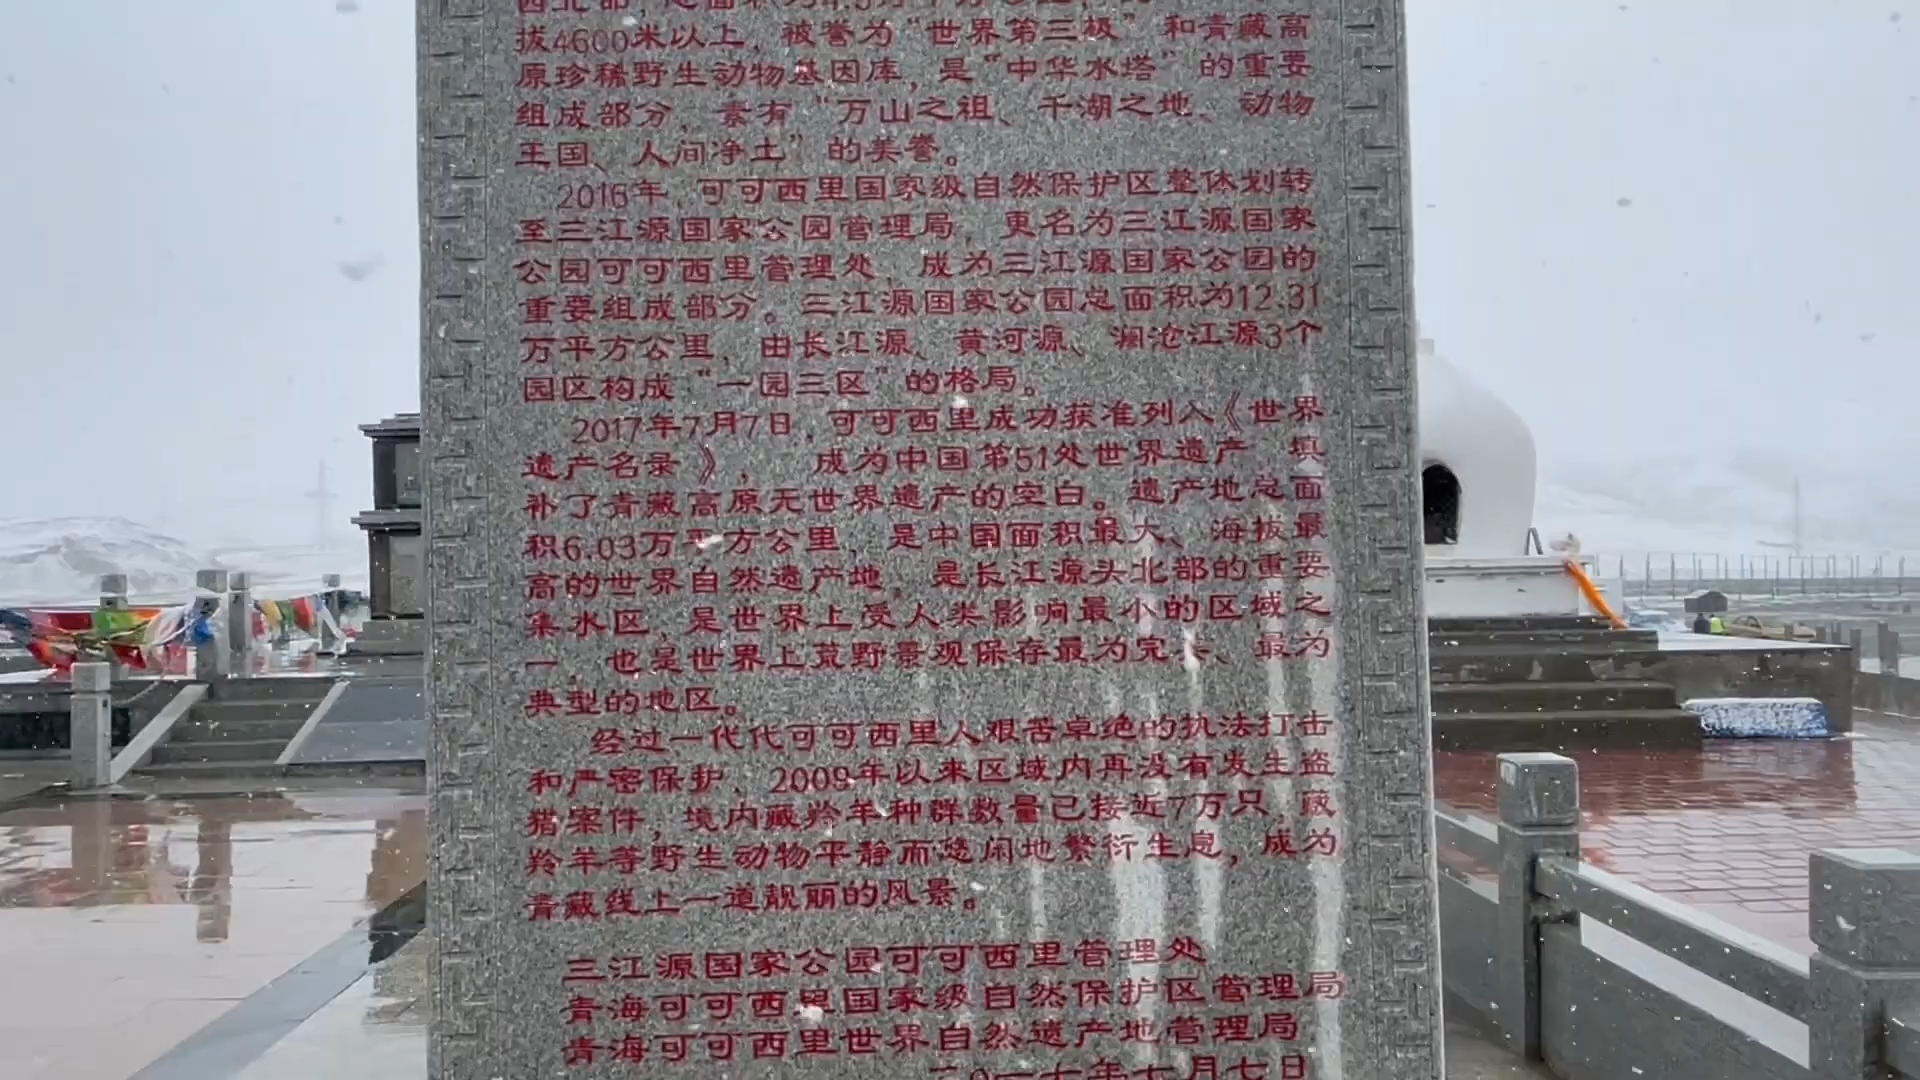 拔4600米以上，被誉为“世界第三极”和青藏高
原珍稀野生动物基因库，是“中华水塔”的重要
组成部分，素有“万山之祖、千湖之地、动物
王国、人间净土”的美誉。
2016年，可可西里国家级自然保护区整体划转
至三江源国家公园管理局，更名为三江源国家
公园可可西里管理处，成为三江源国家公园的
重要组成部分。三江源国家公园总面积为12.31
万平方公里，由长江源、黄河源、澜沧江源3个
园区构成“一园三区”的格局。
2017年7月7日，可可西里成功获准列入《世界
遗产名录》，成为中国第51处世界遗产，填
补了青藏高原无世界遗产的空白。遗产地总面
积6.03万平方公里，是中国面积最大、海拔最
高的世界自然遗产地，是长江源头北部的重要
集水区，是世界上受人类影响最小的区域之
一，也是世界上荒野景观保存最为完美、最为
典型的地区。
经过一代代可可西里人艰苦卓绝的执法打击
和严密保护，2009年以来区域内再没有发生盗
猎案件，境内藏羚羊种群数量已接近7万只，藏
羚羊等野生动物平静而悠闲地繁衍生息，成为
青藏线上一道靓丽的风景。
三江源国家公园可可西里管理处
青海可可西里国家级自然保护区管理局
青海可可西里世界自然遗产地管理局
二〇一七年七月七日